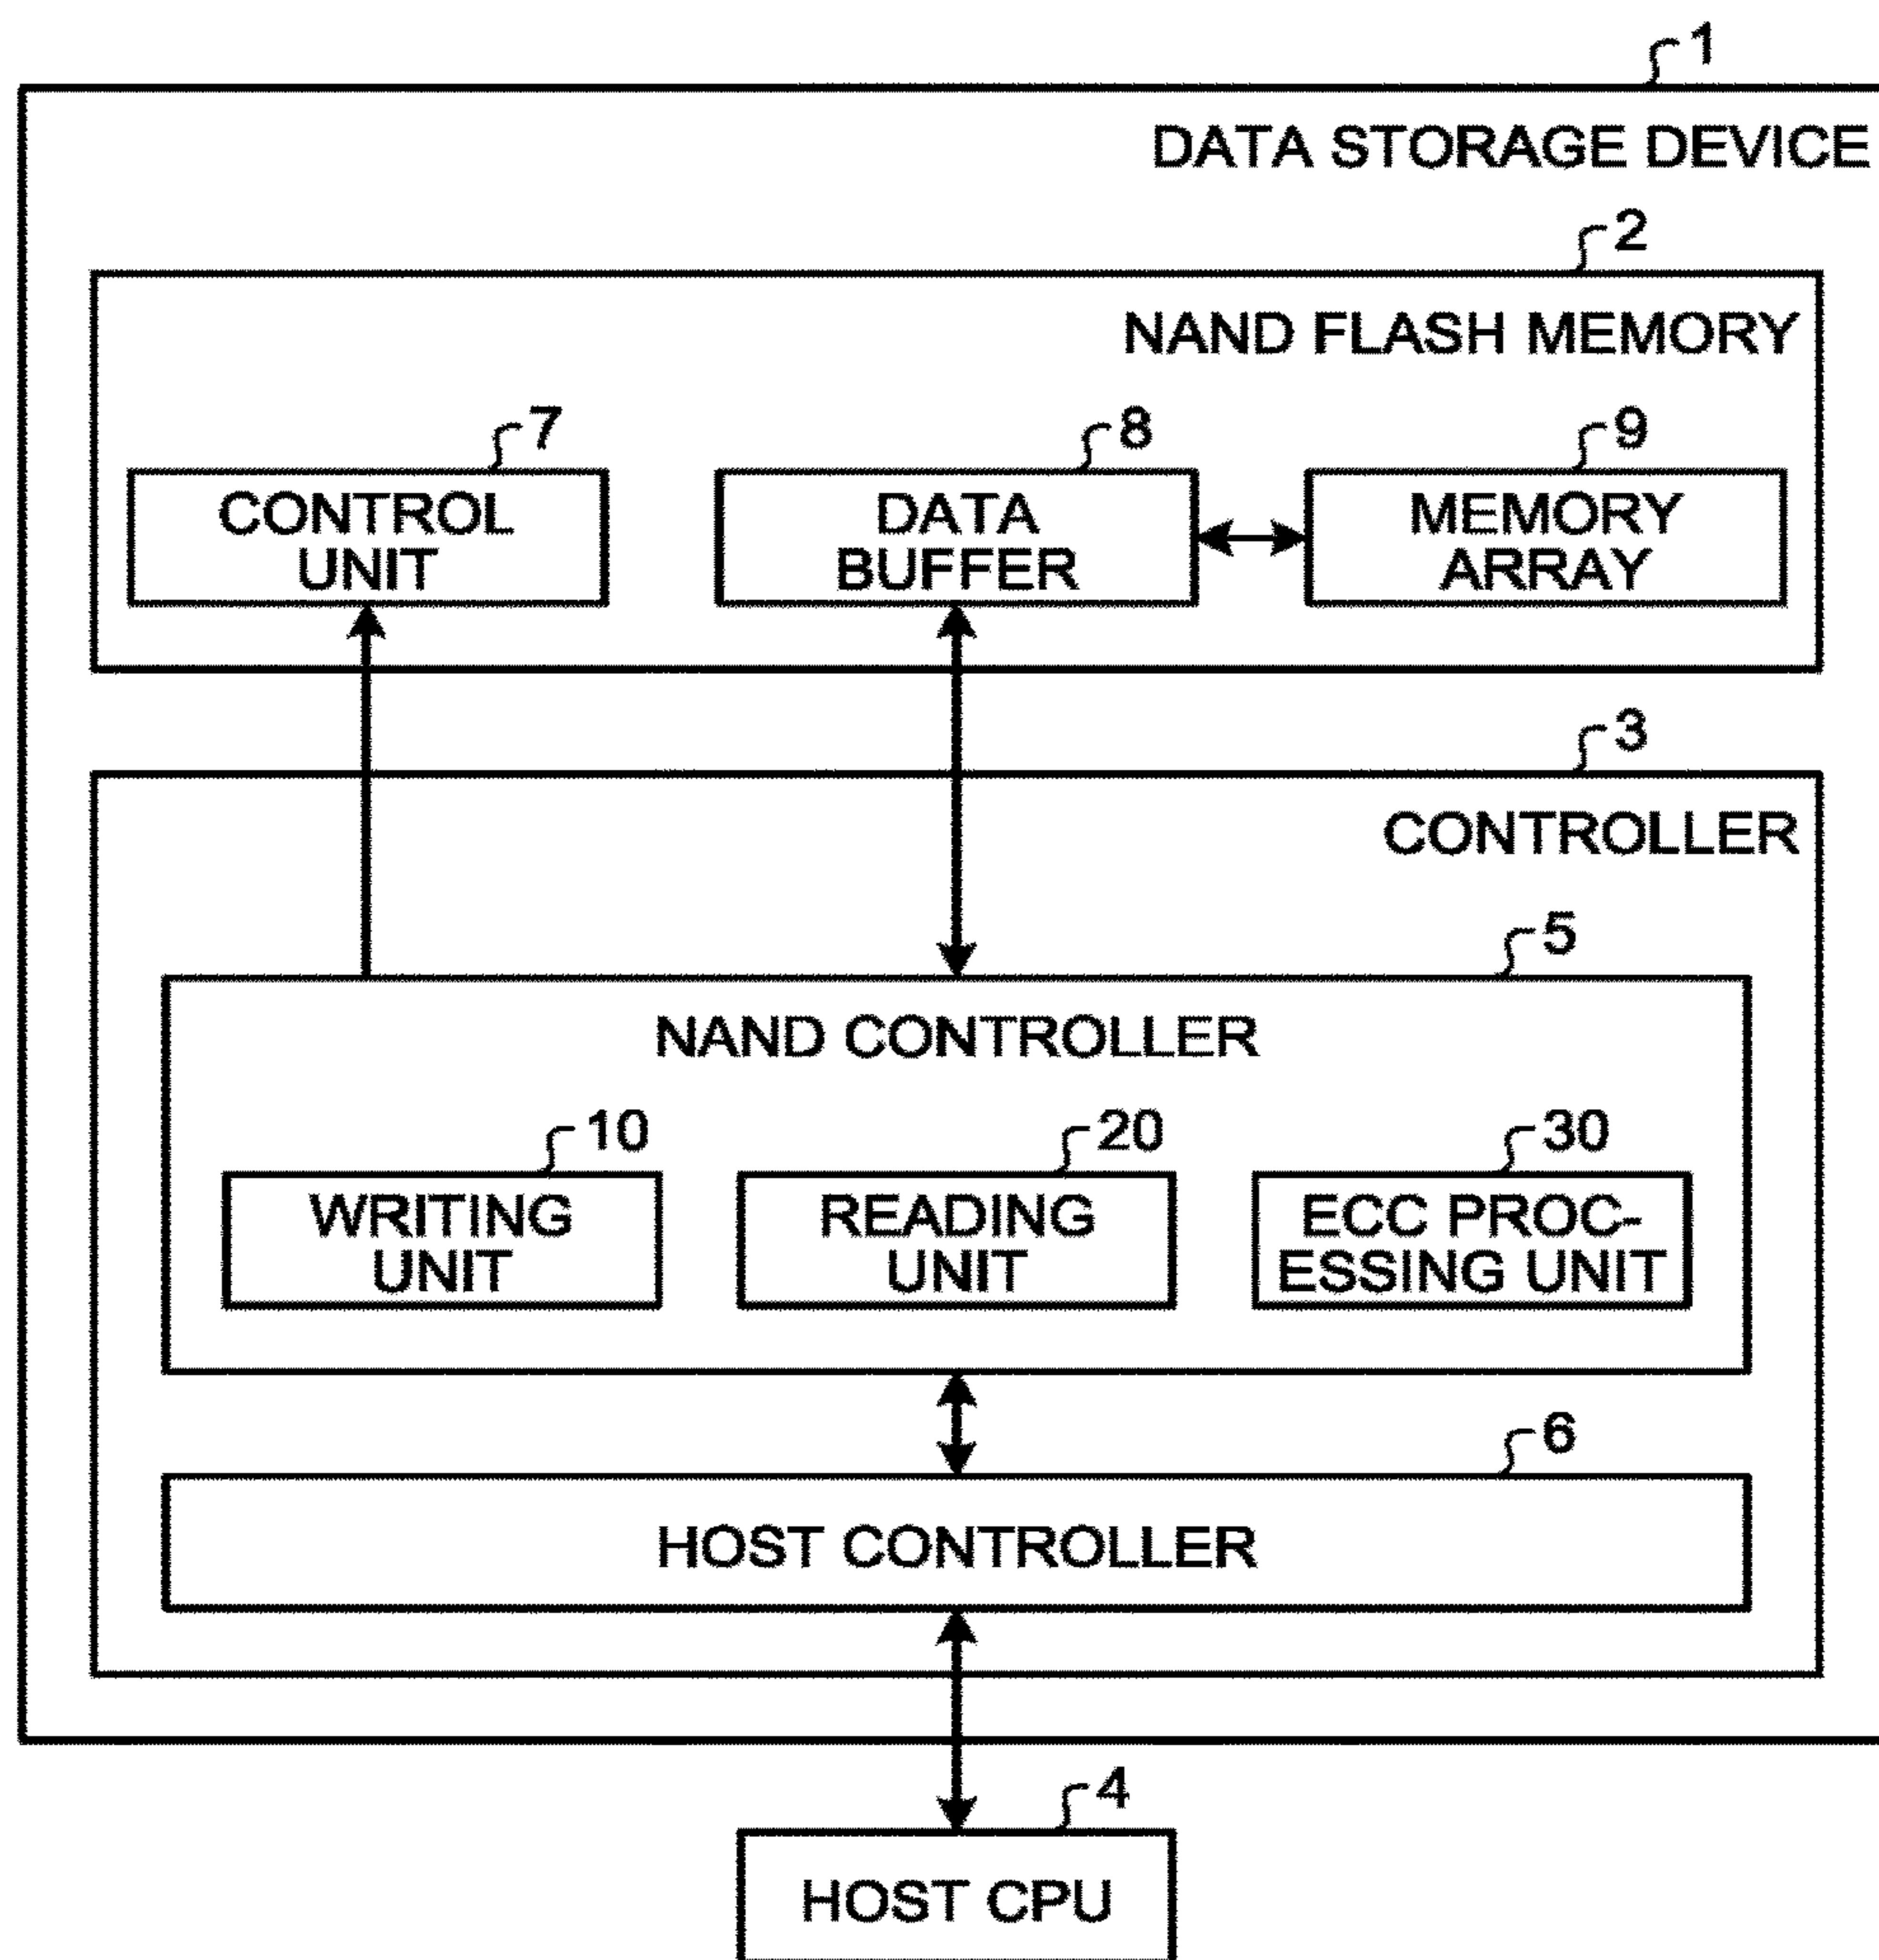 1
DATA STORAGE DEVICE
2
NAND FLASH MEMORY
7
8
9
CONTROL
UNIT
DATA
BUFFER
MEMORY
ARRAY
3
CONTROLLER
5
NAND CONTROLLER
10
20
30
WRITING
UNIT
READING
UNIT
ECC PROC-
ESSING UNIT
6
HOST CONTROLLER
4
HOST CPU